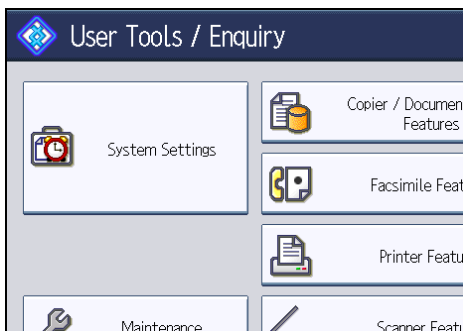 User Tools / Enquiry
System Settings
Copier / Documen
Features
Facsimile Feat
Printer Featu
Maintenance
Scanner Featu